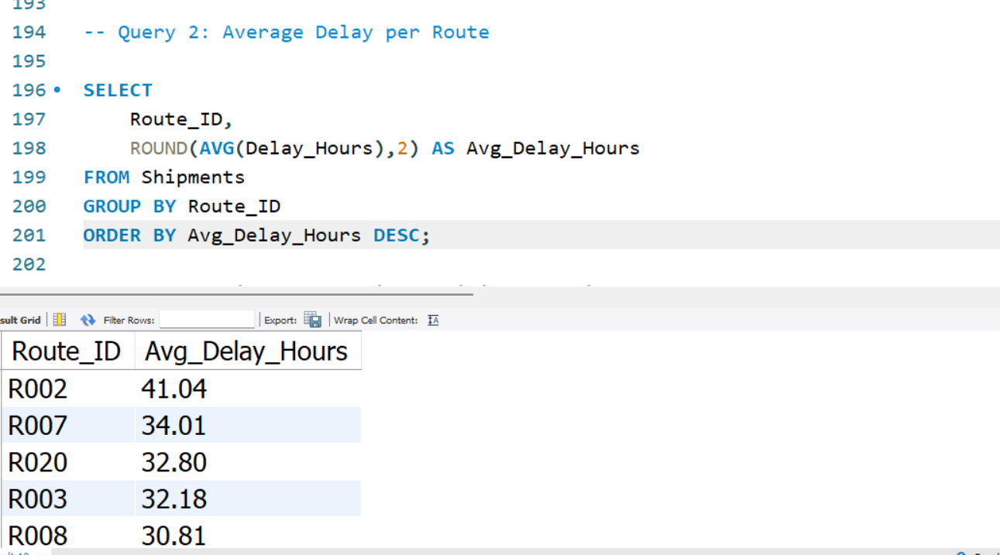 193
194 -- Query 2: Average Delay per Route
195
196 SELECT
197 Route_ID,
198 ROUND(AVG(Delay_Hours),2) AS Avg_Delay_Hours
199 FROM Shipments
200 GROUP BY Route_ID
201 ORDER BY Avg_Delay_Hours DESC;
202
sult Grid Filter Rows: Export: Wrap Cell Content: IA
Route_ID Avg_Delay_Hours
R002 41.04
R007 34.01
R020 32.80
R003 32.18
R008 30.81